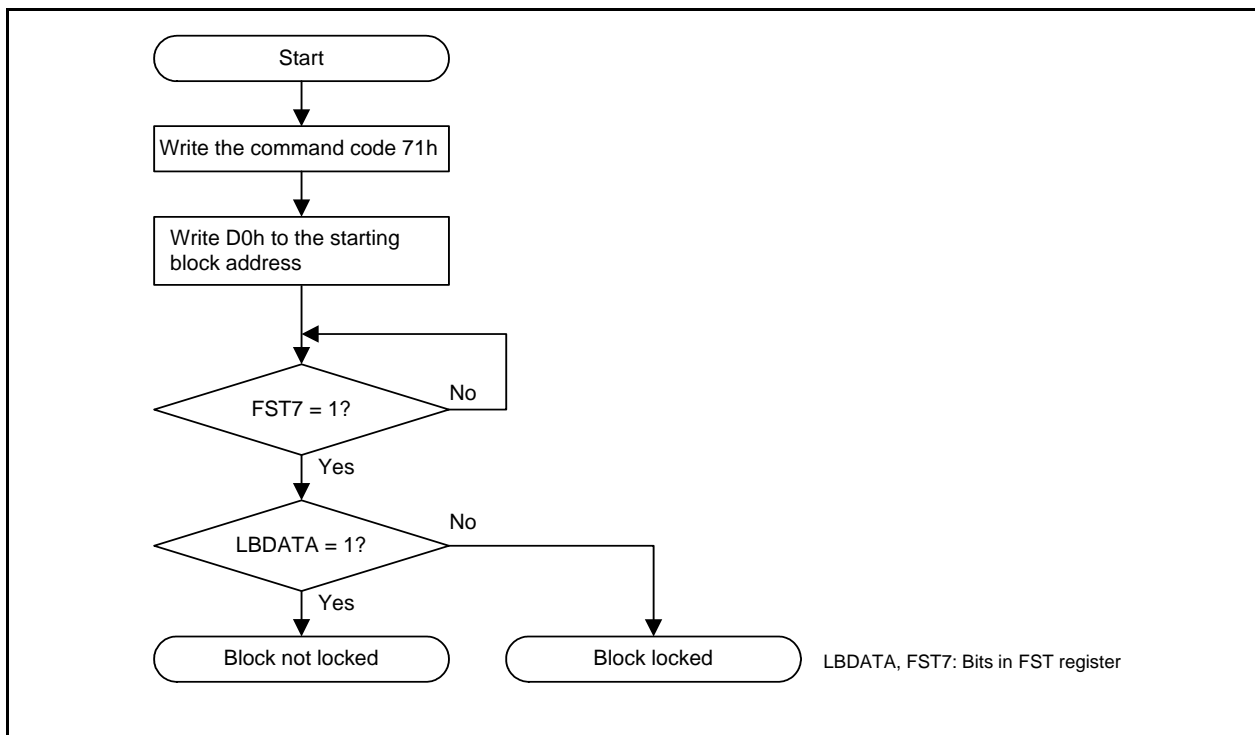 Start
Write the command code 71h
Write D0h to the starting
block address
FST7 = 1?
No
Yes
LBDATA = 1?
No
Yes
Block not locked
Block locked
LBDATA, FST7: Bits in FST register